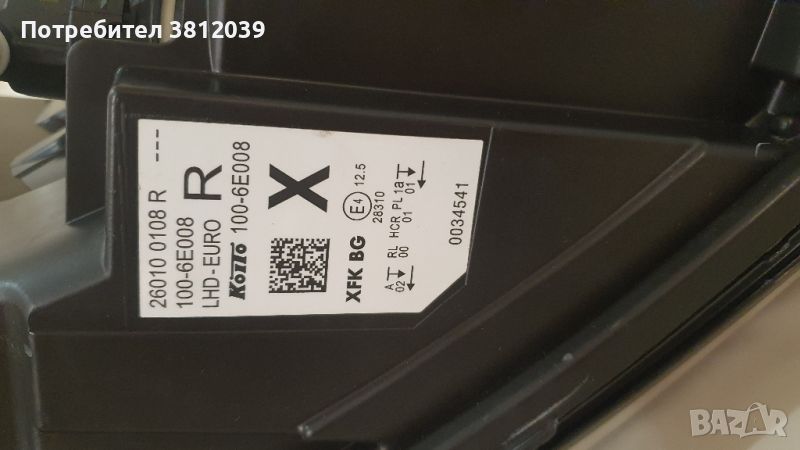 Потребител 3812039
26010 0108 R ---
100-6E008
LHD-EURO R
Koito 100-6E008
X
XFK BG E4 12.5
28310
A RL HCR PL 1a
02 00 01 01
0034541
BAZAR